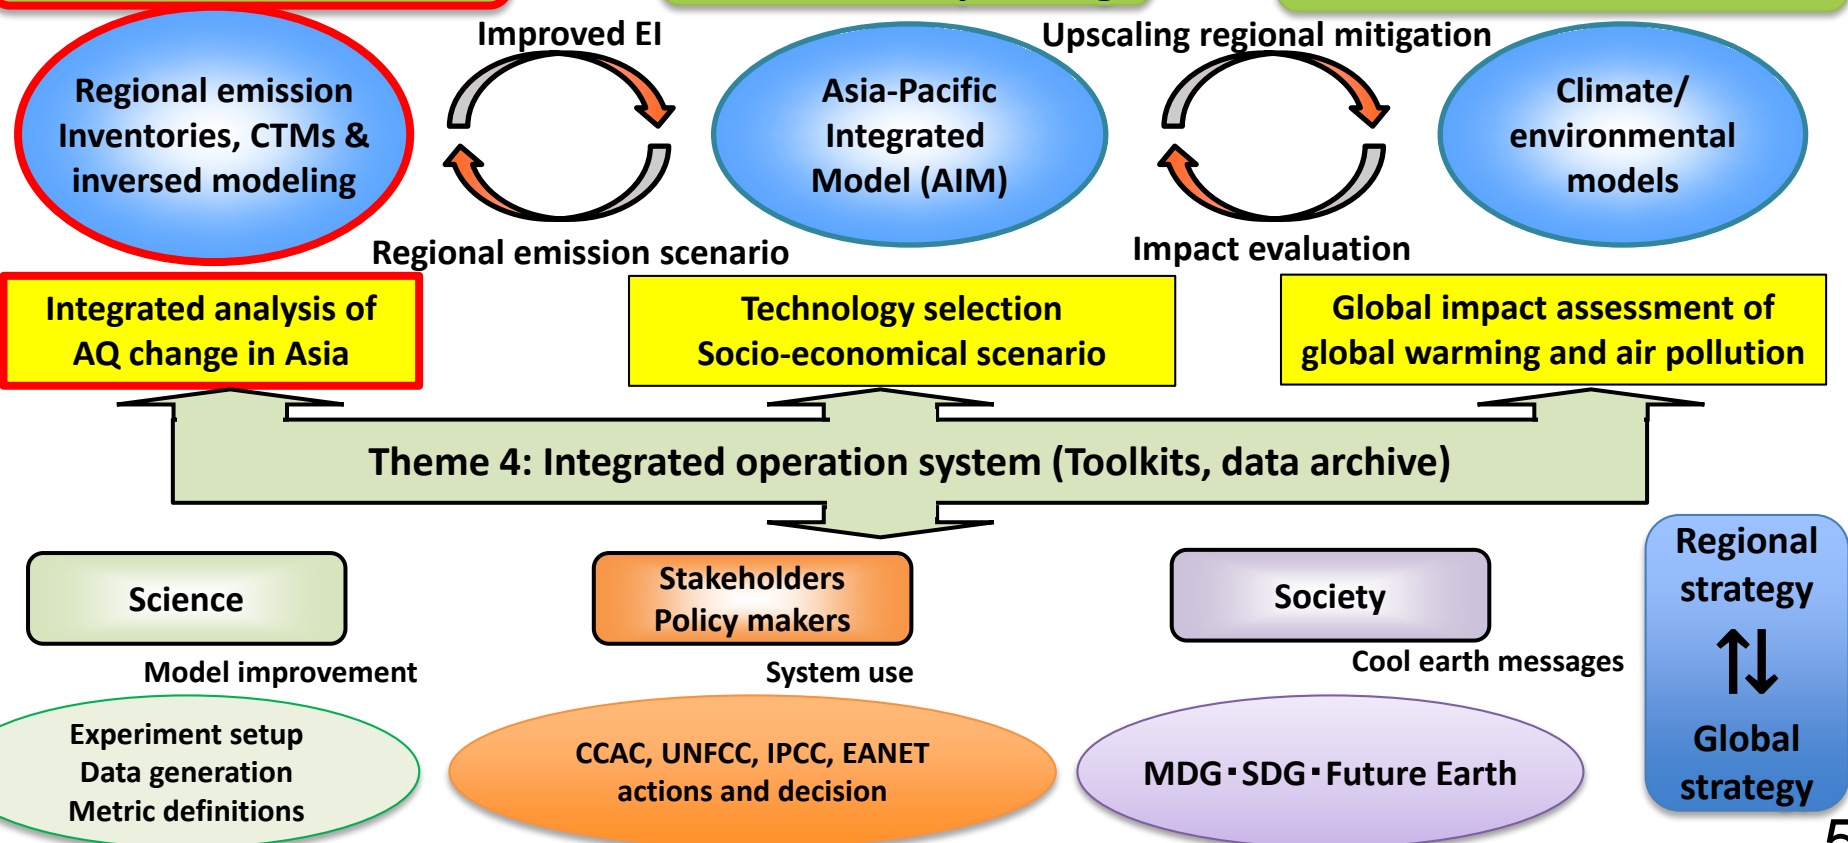 Improved EI
Upscaling regional mitigation
Regional emission
Inventories, CTMs &
inversed modeling
Asia-Pacific
Integrated
Model (AIM)
Climate/
environmental
models
Regional emission scenario
Impact evaluation
Integrated analysis of
AQ change in Asia
Technology selection
Socio-economical scenario
Global impact assessment of
global warming and air pollution
Theme 4: Integrated operation system (Toolkits, data archive)
Science
Stakeholders
Policy makers
Society
Regional
strategy
Global
strategy
Model improvement
System use
Cool earth messages
Experiment setup
Data generation
Metric definitions
CCAC, UNFCC, IPCC, EANET
actions and decision
MDG・SDG・Future Earth
5